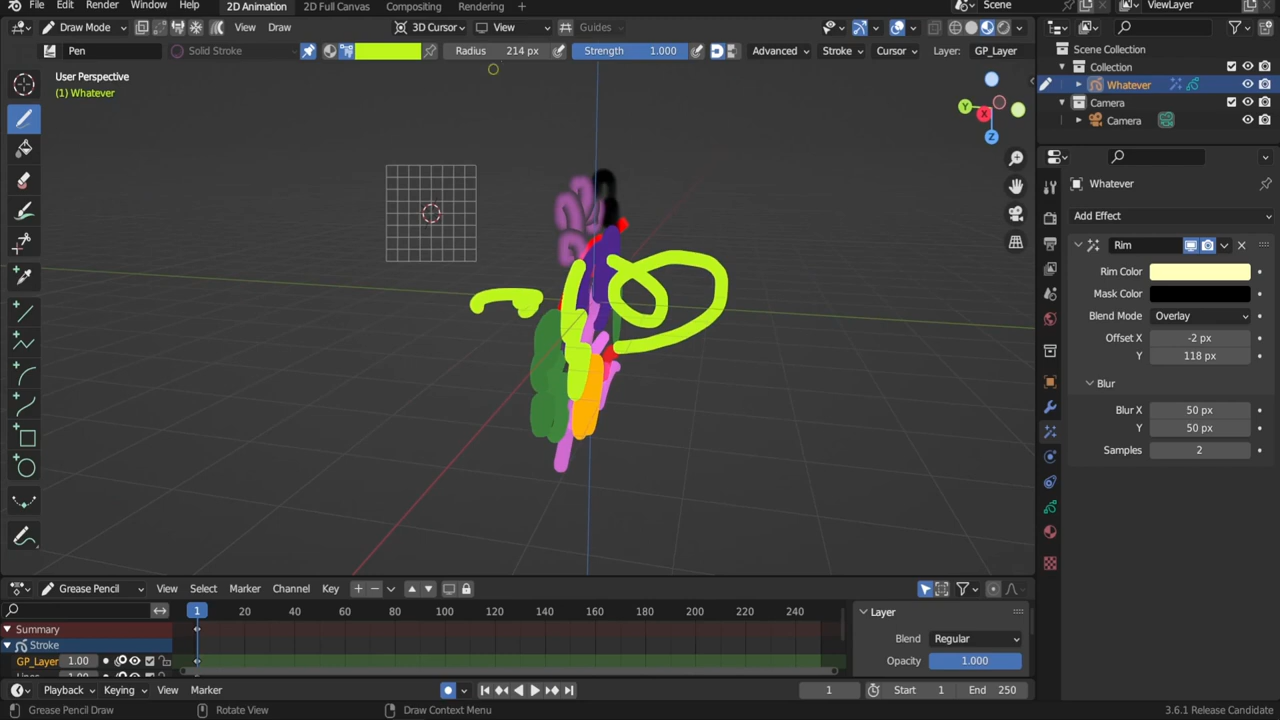 File Edit Render Window Help 2D Animation 2D Full Canvas Compositing Rendering + Scene ViewLayer
Draw Mode View Draw 3D Cursor View Guides
Pen Solid Stroke Radius 214 px Strength 1.000 Advanced Stroke Cursor Layer: GP_Layer
User Perspective
(1) Whatever
Y X Z
Scene Collection
Collection
Whatever
Camera
Camera
Whatever
Add Effect
Rim
Rim Color
Mask Color
Blend Mode Overlay
Offset X -2 px
Y 118 px
Blur
Blur X 50 px
Y 50 px
Samples 2
Grease Pencil View Select Marker Channel Key
1 20 40 60 80 100 120 140 160 180 200 220 240
Summary
Stroke
GP_Layer 1.00
Lines 1.00
Layer
Blend Regular
Opacity 1.000
Playback Keying View Marker 1 Start 1 End 250
Grease Pencil Draw Rotate View Draw Context Menu 3.6.1 Release Candidate